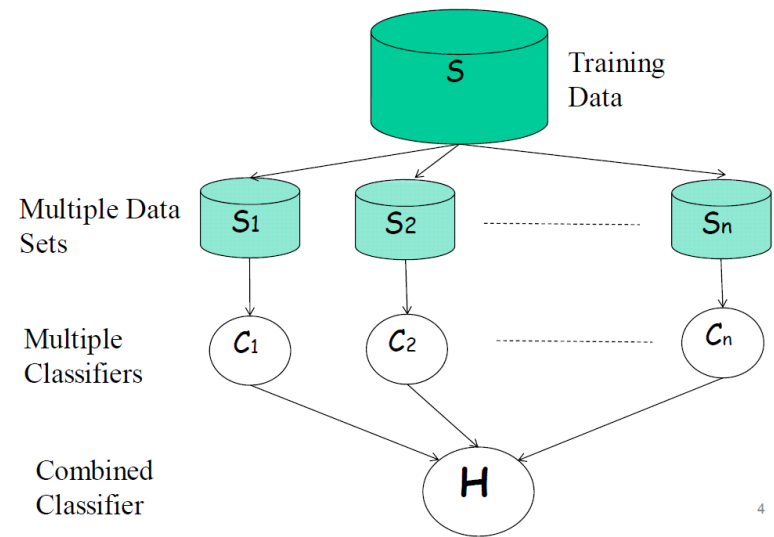 S
Training
Data
Multiple Data
Sets
S1
S2
Sn
Multiple
Classifiers
C1
C2
Cn
Combined
Classifier
H
4